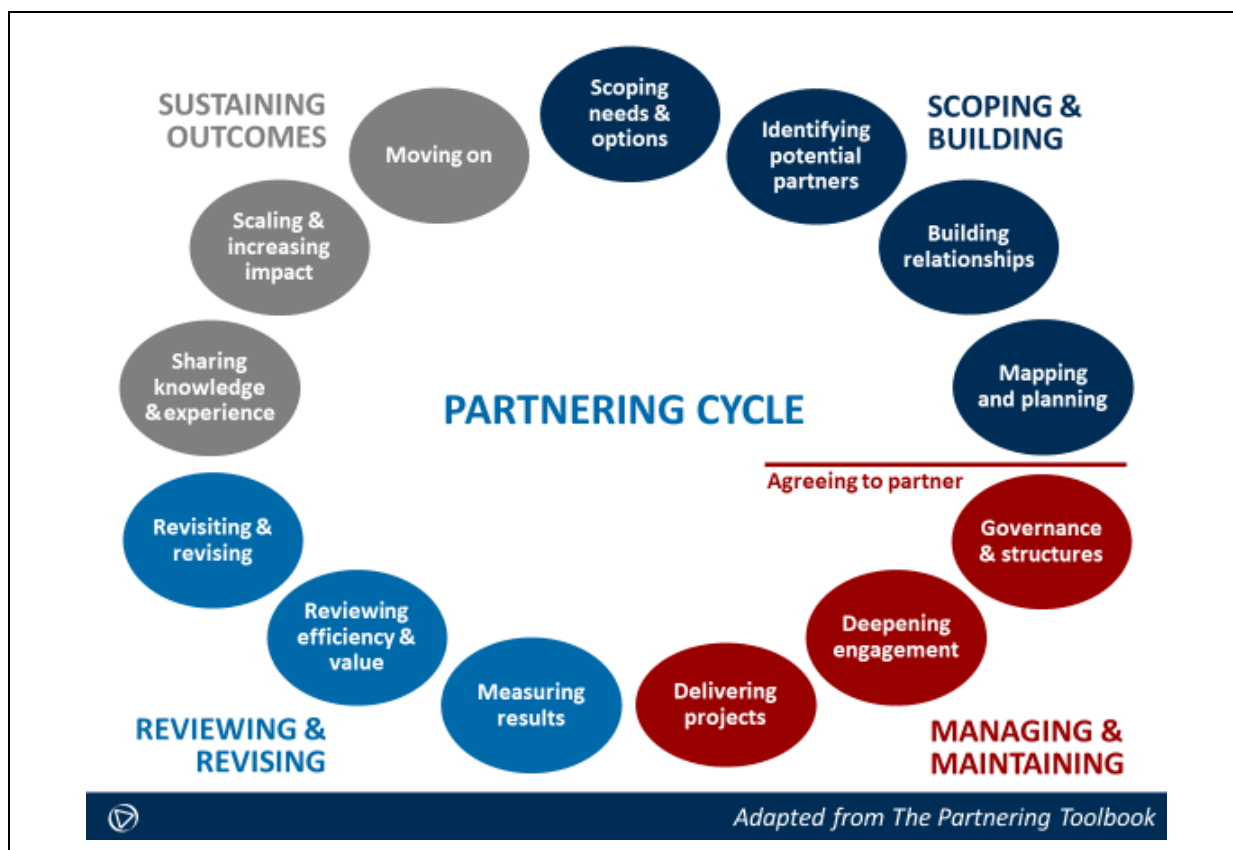 SUSTAINING
OUTCOMES
Moving on
Scoping
needs &
options
Identifying
potential
partners
SCOPING &
BUILDING
Scaling &
increasing
impact
Building
relationships
Sharing
knowledge
& experience
Mapping
and planning
PARTNERING CYCLE
Agreeing to partner
Revisiting &
revising
Governance
& structures
Reviewing
efficiency &
value
Deepening
engagement
Measuring
results
Delivering
projects
REVIEWING &
REVISING
MANAGING &
MAINTAINING
Adapted from The Partnering Toolbook